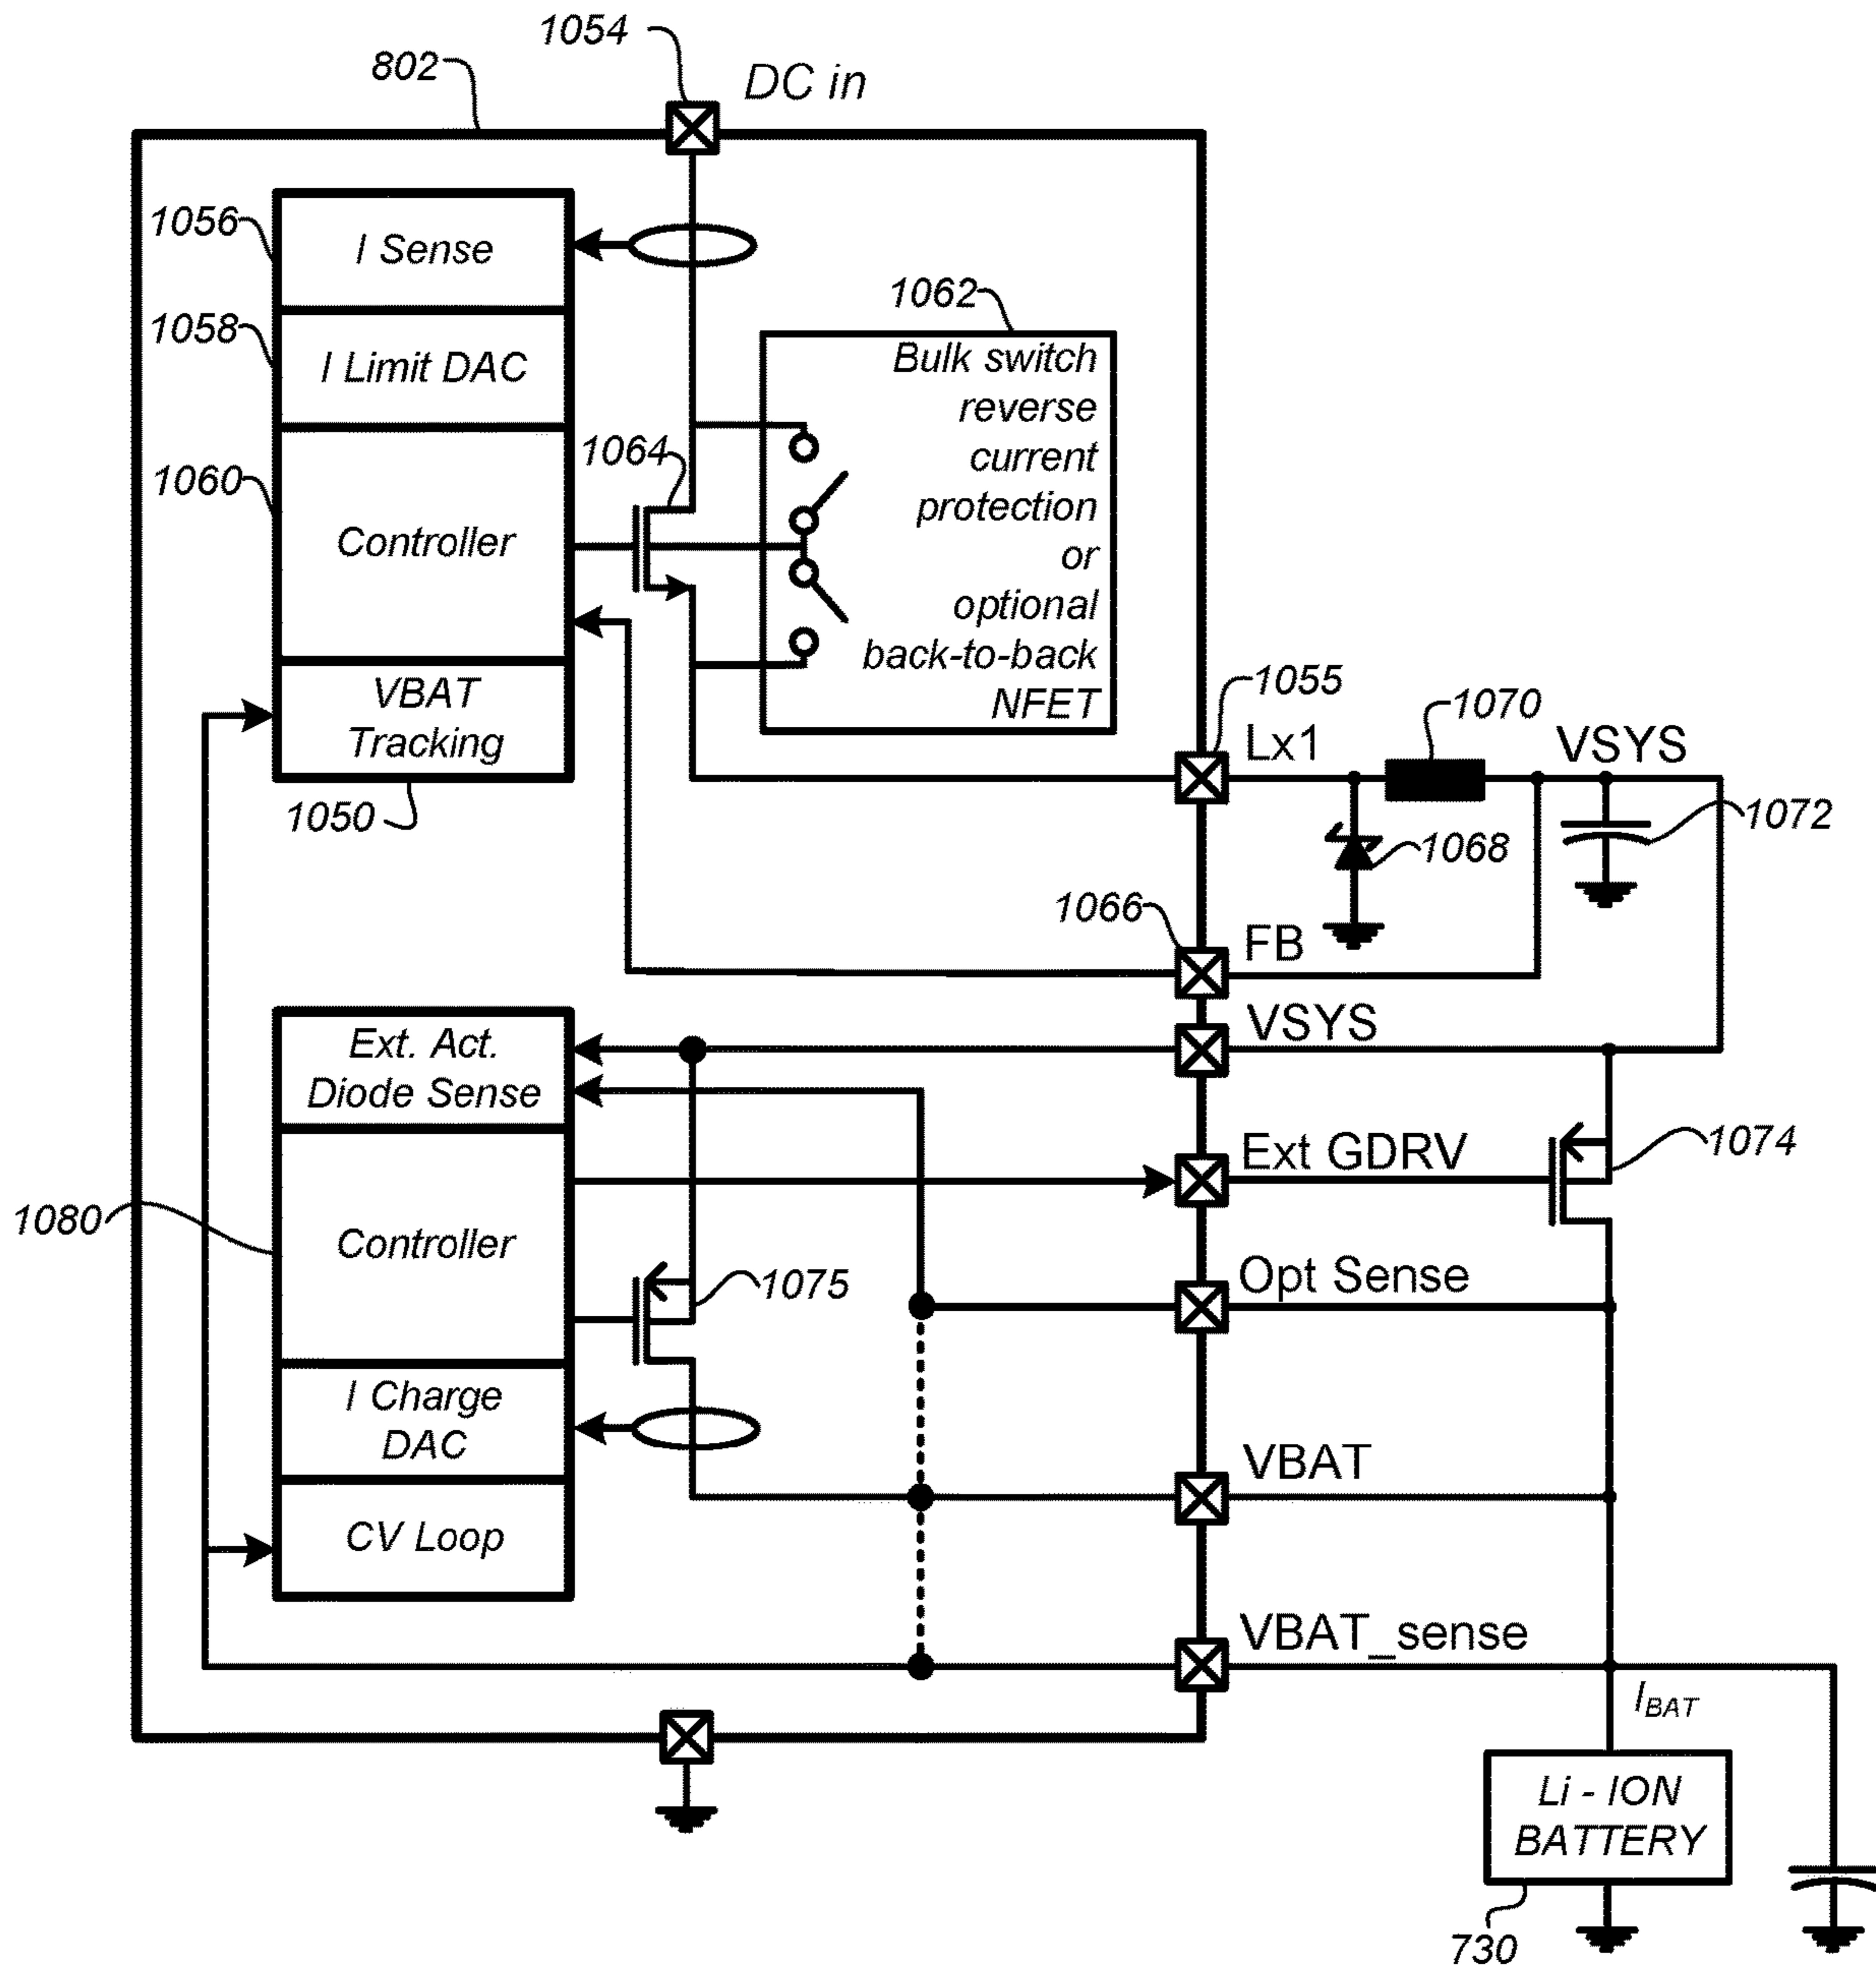 1054
802
DC in
1056
I Sense
1062
1058
I Limit DAC
Bulk switch
reverse
current
protection
or
optional
back-to-back
NFET
1064
1060
Controller
VBAT
Tracking
1050
1055
Lx1
1070
VSYS
1072
1068
1066
FB
VSYS
Ext. Act.
Diode Sense
Ext GDRV
1074
1080
Controller
1075
Opt Sense
I Charge
DAC
VBAT
CV Loop
VBAT_sense
IBAT
Li - ION
BATTERY
730